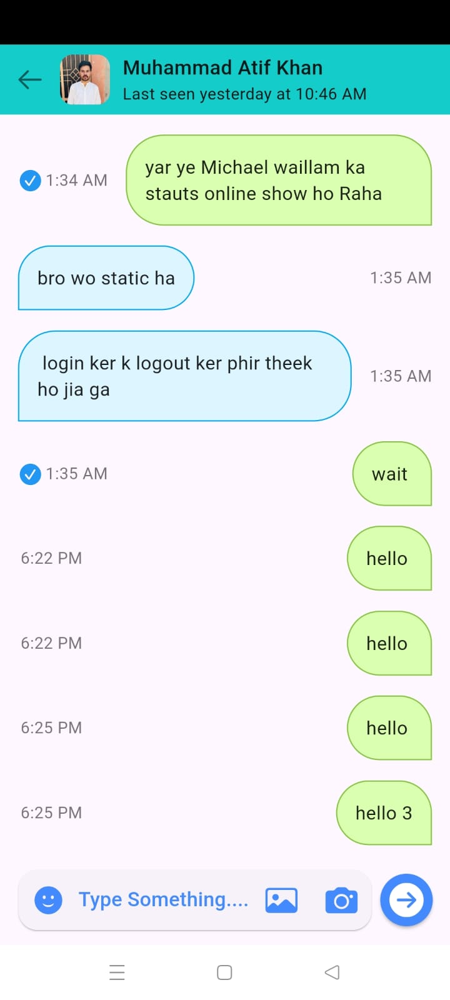 Muhammad Atif Khan
Last seen yesterday at 10:46 AM
1:34 AM
yar ye Michael waillam ka
stauts online show ho Raha
bro wo static ha
1:35 AM
login ker k logout ker phir theek
ho jia ga
1:35 AM
1:35 AM
wait
6:22 PM
hello
6:22 PM
hello
6:25 PM
hello
6:25 PM
hello 3
Type Something....